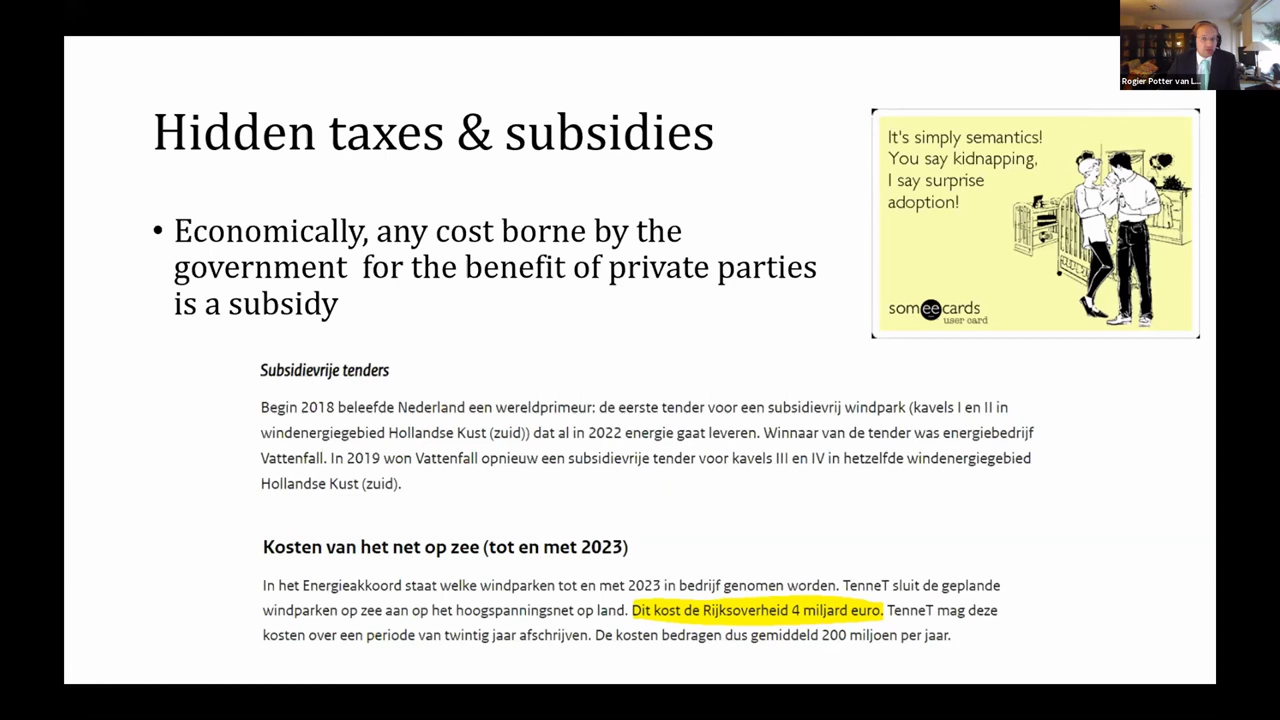 Rogier Potter van L...
Hidden taxes & subsidies
It's simply semantics!
You say kidnapping,
I say surprise
adoption!
someecards
user card
• Economically, any cost borne by the
government for the benefit of private parties
is a subsidy
Subsidievrije tenders
Begin 2018 beleefde Nederland een wereldprimeur: de eerste tender voor een subsidievrij windpark (kavels I en II in
windenergiegebied Hollandse Kust (zuid)) dat al in 2022 energie gaat leveren. Winnaar van de tender was energiebedrijf
Vattenfall. In 2019 won Vattenfall opnieuw een subsidievrije tender voor kavels III en IV in hetzelfde windenergiegebied
Hollandse Kust (zuid).
Kosten van het net op zee (tot en met 2023)
In het Energieakkoord staat welke windparken tot en met 2023 in bedrijf genomen worden. TenneT sluit de geplande
windparken op zee aan op het hoogspanningsnet op land. Dit kost de Rijksoverheid 4 miljard euro. TenneT mag deze
kosten over een periode van twintig jaar afschrijven. De kosten bedragen dus gemiddeld 200 miljoen per jaar.